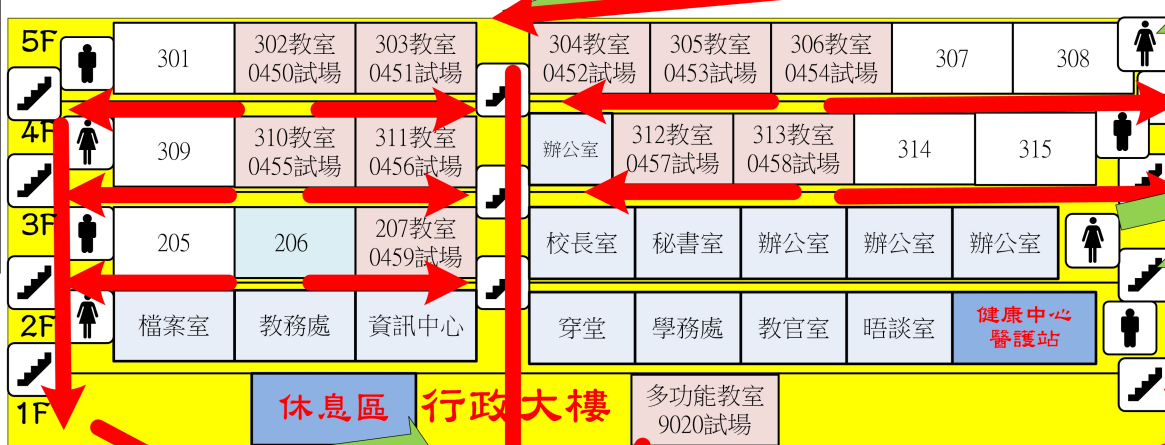 5F
301
302教室
0450試場
303教室
0451試場
304教室
0452試場
305教室
0453試場
306教室
0454試場
307
308
4F
309
310教室
0455試場
311教室
0456試場
辦公室
312教室
0457試場
313教室
0458試場
314
315
3F
205
206
207教室
0459試場
校長室
秘書室
辦公室
辦公室
辦公室
2F
檔案室
教務處
資訊中心
穿堂
學務處
教官室
晤談室
健康中心
醫護站
1F
休息區
行政大樓
多功能教室
9020試場